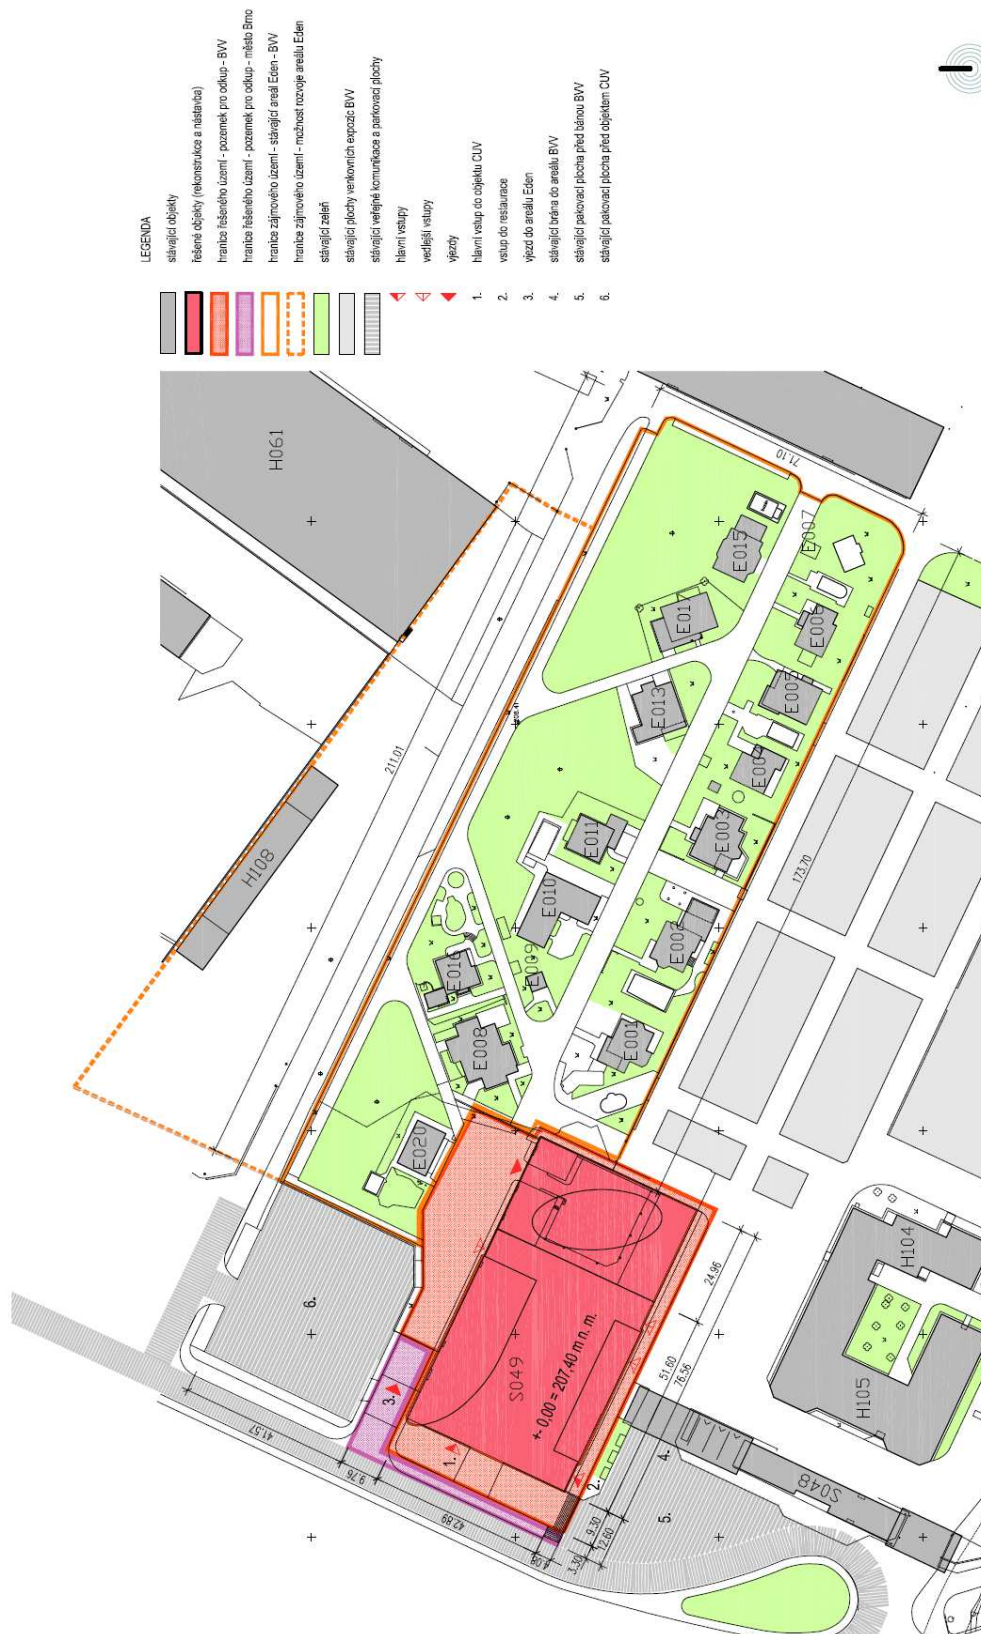 LEGENDA
stávající objekty
řešené objekty (rekonstrukce a nástavba)
hranice řešeného území - pozemek pro odkup - BVV
hranice řešeného území - pozemek pro odkup - město Brno
hranice zájmového území - stávající areál Eden - BVV
hranice zájmového území - možnost rozvoje areálu Eden
stávající zeleň
stávající plochy venkovních expozic BVV
stávající veřejné komunikace a parkovací plochy
hlavní vstupy
vedlejší vstupy
vjezdy
1. hlavní vstup do objektu CUV
2. vstup do restaurace
3. vjezd do areálu Eden
4. stávající brána do areálu BVV
5. stávající pakovací plocha před bánou BVV
6. stávající pakovací plocha před objektem CUV
H061
H108
211.01
71.10
E015
E007
E017
E006
E013
E005
E003
E011
E010
E002
E009
E016
E008
E001
E020
173.70
6.
3.
1.
2.
4.
5.
S049
+- 0,00 = 207,40 m n. m.
24.96
51.60
76.56
41.57
9.76
42.89
3.30
9.30
12.60
H104
H105
S048